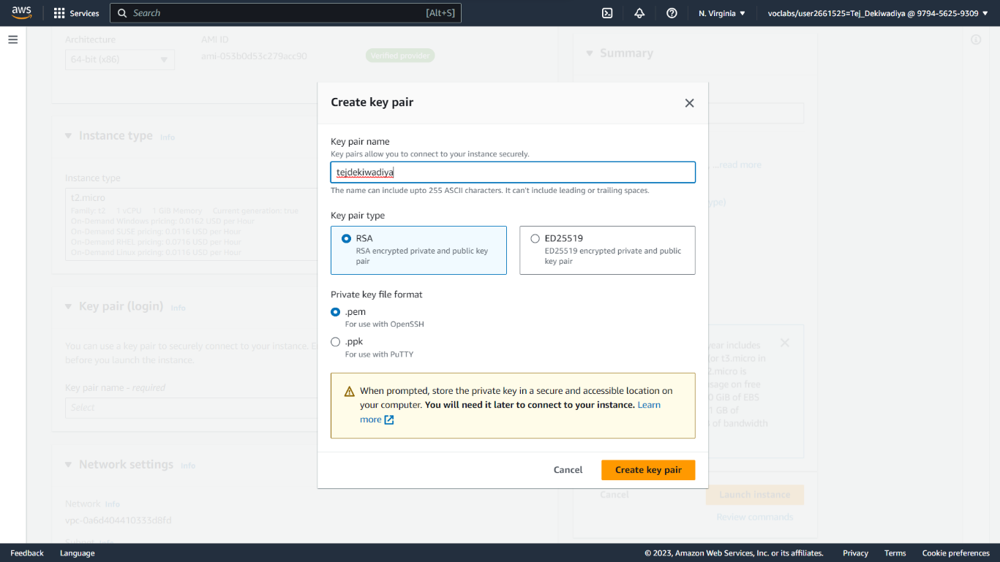 aws
Services
Search
[Alt+S]
N. Virginia
voclabs/user2661525=Tej_Dekiwadiya @ 9794-5625-9309
Architecture
AMI ID
64-bit (x86)
ami-053b0d53c279acc90
Verified provider
Summary
Instance type Info
Instance type
t2.micro
Family: t2 1 vCPU 1 GiB Memory Current generation: true
On-Demand Windows pricing: 0.0162 USD per Hour
On-Demand SUSE pricing: 0.0116 USD per Hour
On-Demand RHEL pricing: 0.0716 USD per Hour
On-Demand Linux pricing: 0.0116 USD per Hour
Key pair (login) Info
You can use a key pair to securely connect to your instance. E
before you launch the instance.
Key pair name - required
Select
Network settings Info
Network Info
vpc-0a6d404410333d8fd
Subnet Info
Create key pair
Key pair name
Key pairs allow you to connect to your instance securely.
tejdekiwadiya
The name can include upto 255 ASCII characters. It can't include leading or trailing spaces.
Key pair type
RSA
RSA encrypted private and public key
pair
ED25519
ED25519 encrypted private and public
key pair
Private key file format
.pem
For use with OpenSSH
.ppk
For use with PuTTY
When prompted, store the private key in a secure and accessible location on
your computer. You will need it later to connect to your instance. Learn
more
Cancel
Create key pair
...read more
ype)
year includes
(or t3.micro in
2.micro is
usage on free
0 GiB of EBS
1 GB of
of bandwidth
Cancel
Launch instance
Review commands
Feedback
Language
© 2023, Amazon Web Services, Inc. or its affiliates.
Privacy
Terms
Cookie preferences